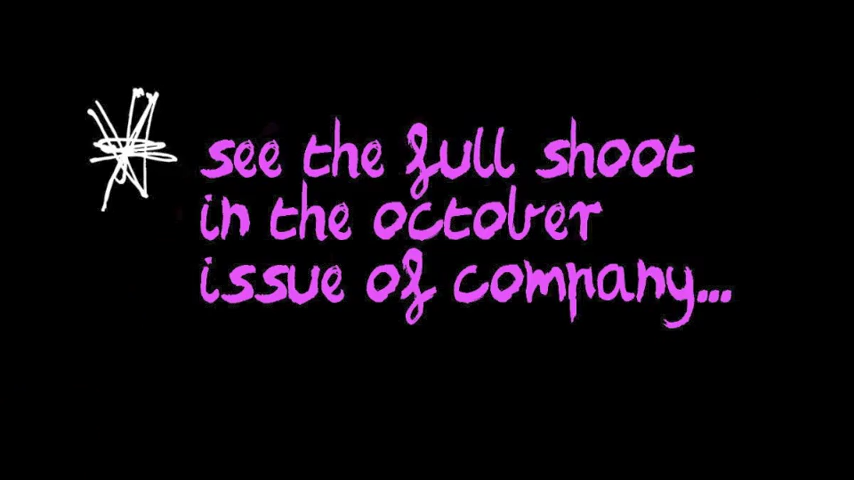 see the full shoot
in the october
issue of company...